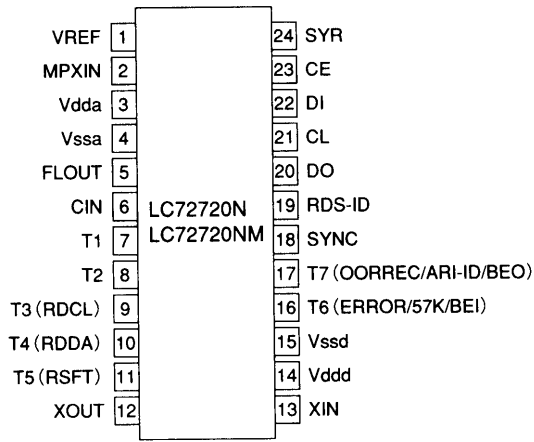 VREF 1
MPXIN 2
Vdda 3
Vssa 4
FLOUT 5
CIN 6
T1 7
T2 8
T3 (RDCL) 9
T4 (RDDA) 10
T5 (RSFT) 11
XOUT 12
LC72720N
LC72720NM
24 SYR
23 CE
22 DI
21 CL
20 DO
19 RDS-ID
18 SYNC
17 T7 (OORREC/ARI-ID/BEO)
16 T6 (ERROR/57K/BEI)
15 Vssd
14 Vddd
13 XIN